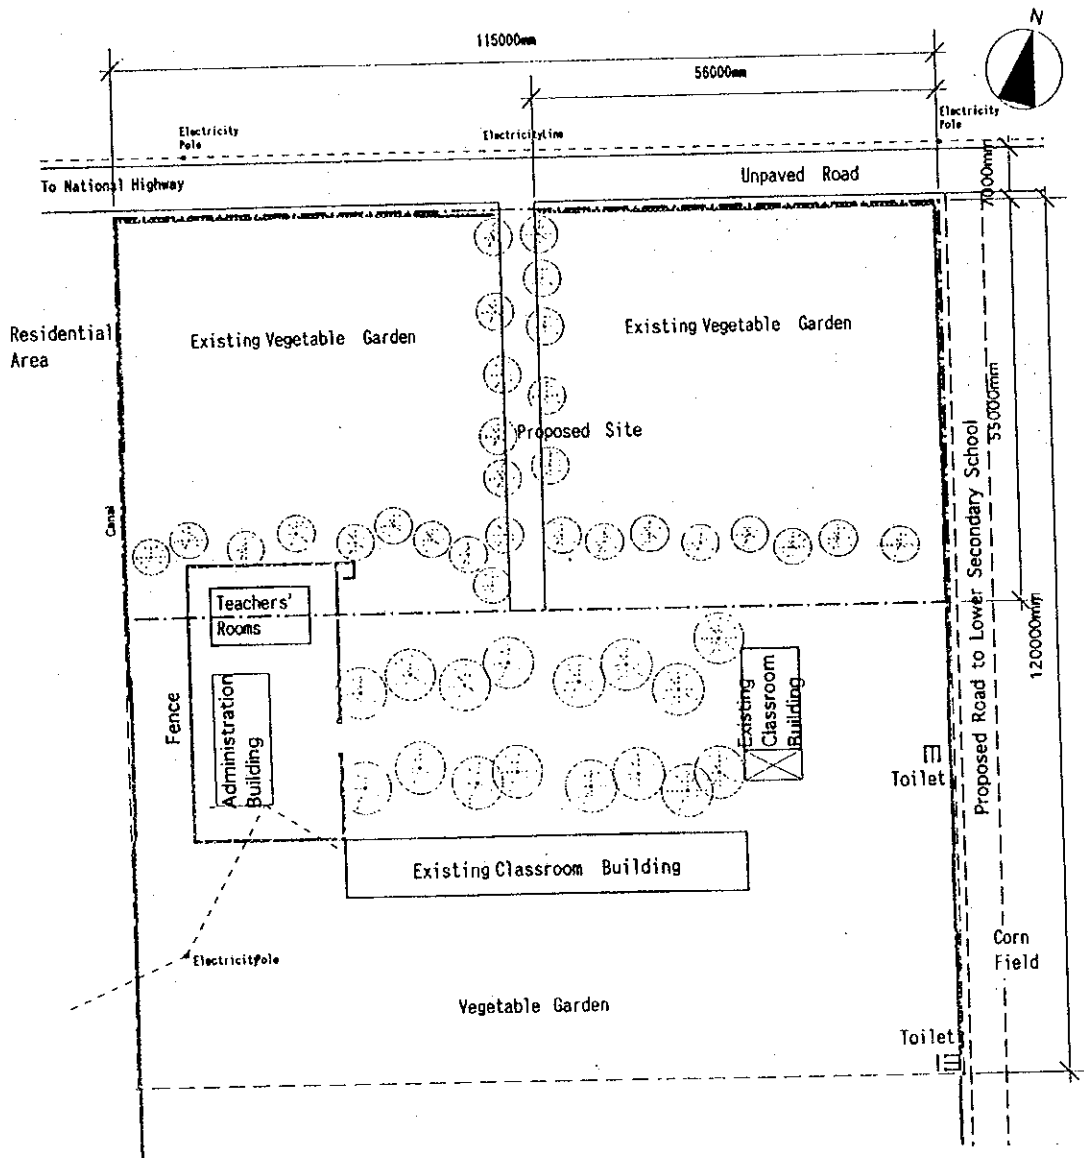 N
115000mm
56000mm
Electricity
Pole
ElectricityLine
Electricity
Pole
To National Highway
Unpaved Road
7000mm
Residential
Area
Existing Vegetable Garden
Existing Vegetable Garden
Proposed Site
55000mm
Canal
Teachers'
Rooms
120000mm
Proposed Road to Lower Secondary School
Fence
Administration
Building
Existing
Classroom
Building
Toilet
Existing Classroom Building
ElectricityPole
Corn
Field
Vegetable Garden
Toilet